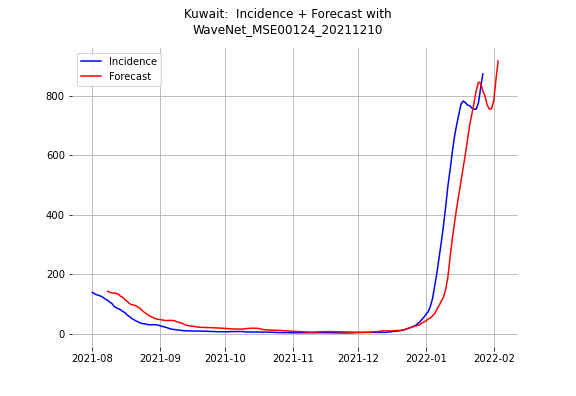 Kuwait:  Incidence + Forecast with
WaveNet_MSE00124_20211210
Incidence
Forecast
800
600
400
200
0
2021-08 2021-09 2021-10 2021-11 2021-12 2022-01 2022-02